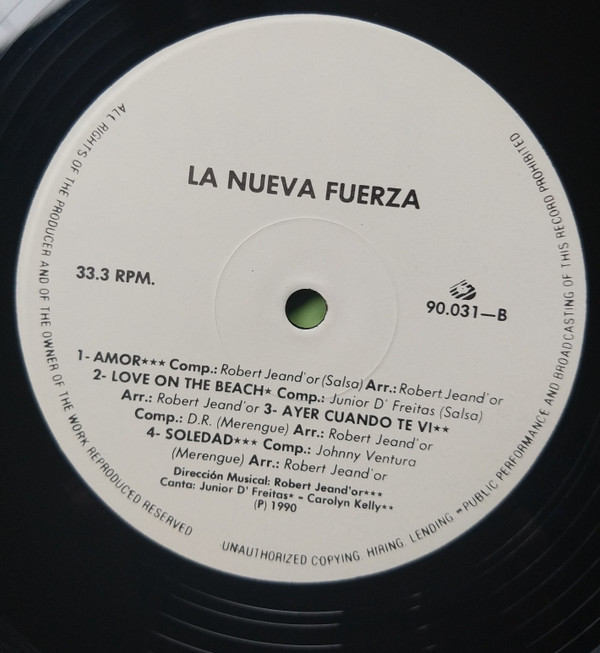 LA NUEVA FUERZA
33.3 RPM.
90.031—B
1- AMOR*** Comp.: Robert Jeand'or (Salsa) Arr.: Robert Jeand'or
2- LOVE ON THE BEACH* Comp.: Junior D' Freitas (Salsa)
Arr.: Robert Jeand'or 3- AYER CUANDO TE VI**
Comp.: D.R. (Merengue) Arr.: Robert Jeand'or
4- SOLEDAD*** Comp.: Johnny Ventura
(Merengue) Arr.: Robert Jeand'or
Dirección Musical: Robert Jeand'or***
Canta: Junior D' Freitas* - Carolyn Kelly**
(P) 1990
ALL RIGHTS OF THE PRODUCER AND OF THE OWNER OF THE WORK REPRODUCED RESERVED
UNAUTHORIZED COPYING, HIRING, LENDING = PUBLIC PERFORMANCE AND BROADCASTING OF THIS RECORD PROHIBITED